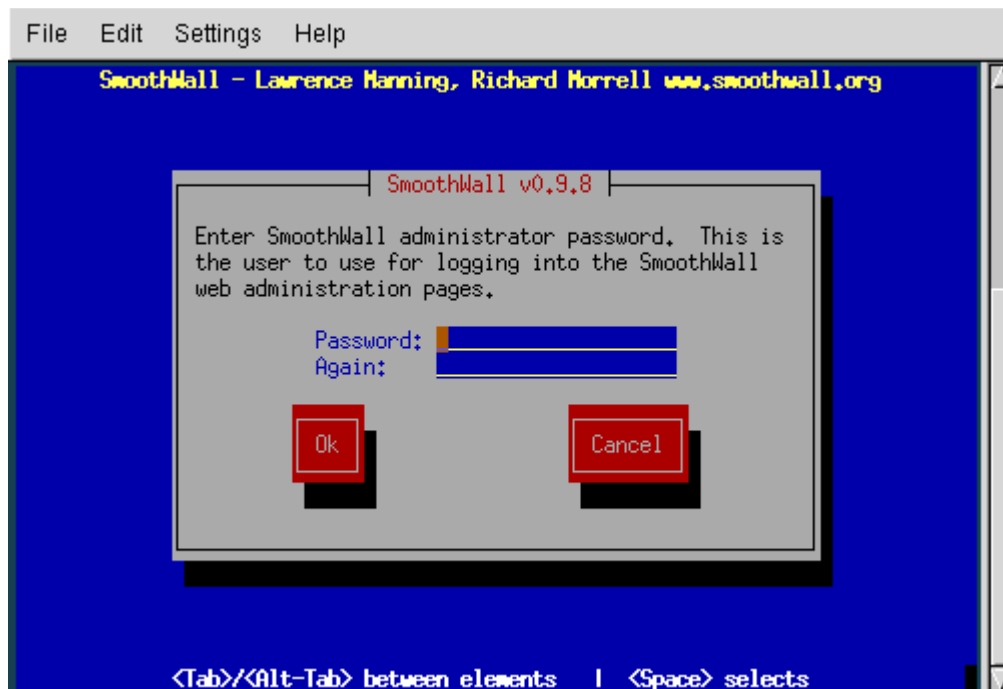 File Edit Settings Help
SmoothWall - Lawrence Manning, Richard Morrell www.smoothwall.org
SmoothWall v0.9.8
Enter SmoothWall administrator password. This is
the user to use for logging into the SmoothWall
web administration pages.
Password:
Again:
Ok Cancel
<Tab>/<Alt-Tab> between elements | <Space> selects